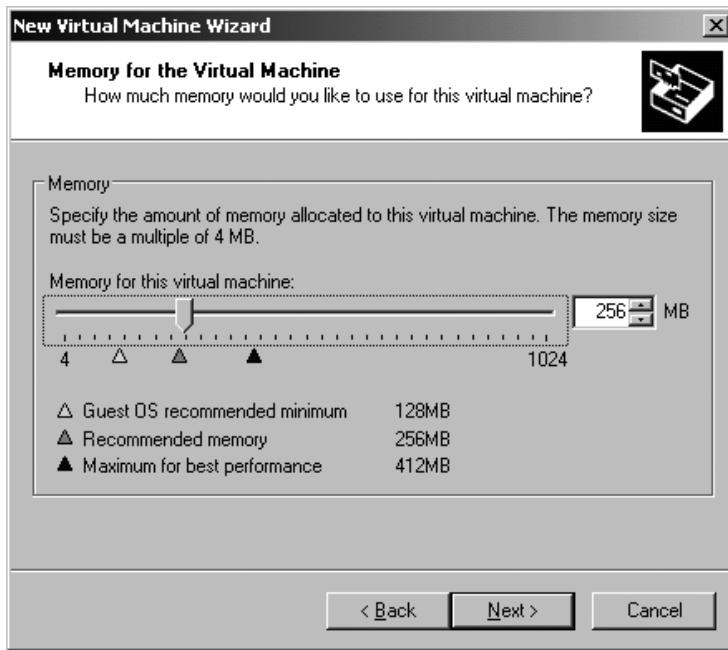 New Virtual Machine Wizard
Memory for the Virtual Machine
How much memory would you like to use for this virtual machine?
Memory
Specify the amount of memory allocated to this virtual machine. The memory size
must be a multiple of 4 MB.
Memory for this virtual machine:
256 MB
4 1024
Guest OS recommended minimum 128MB
Recommended memory 256MB
Maximum for best performance 412MB
< Back Next > Cancel